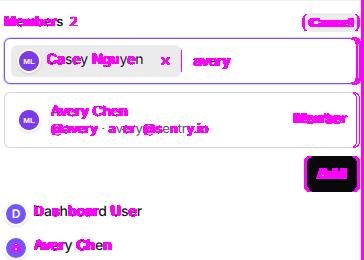 Members 2 Cancel
ML Casey Nguyen x avery
ML Avery Chen Member
@avery · avery@sentry.io
Add
D Dashboard User
Avery Chen